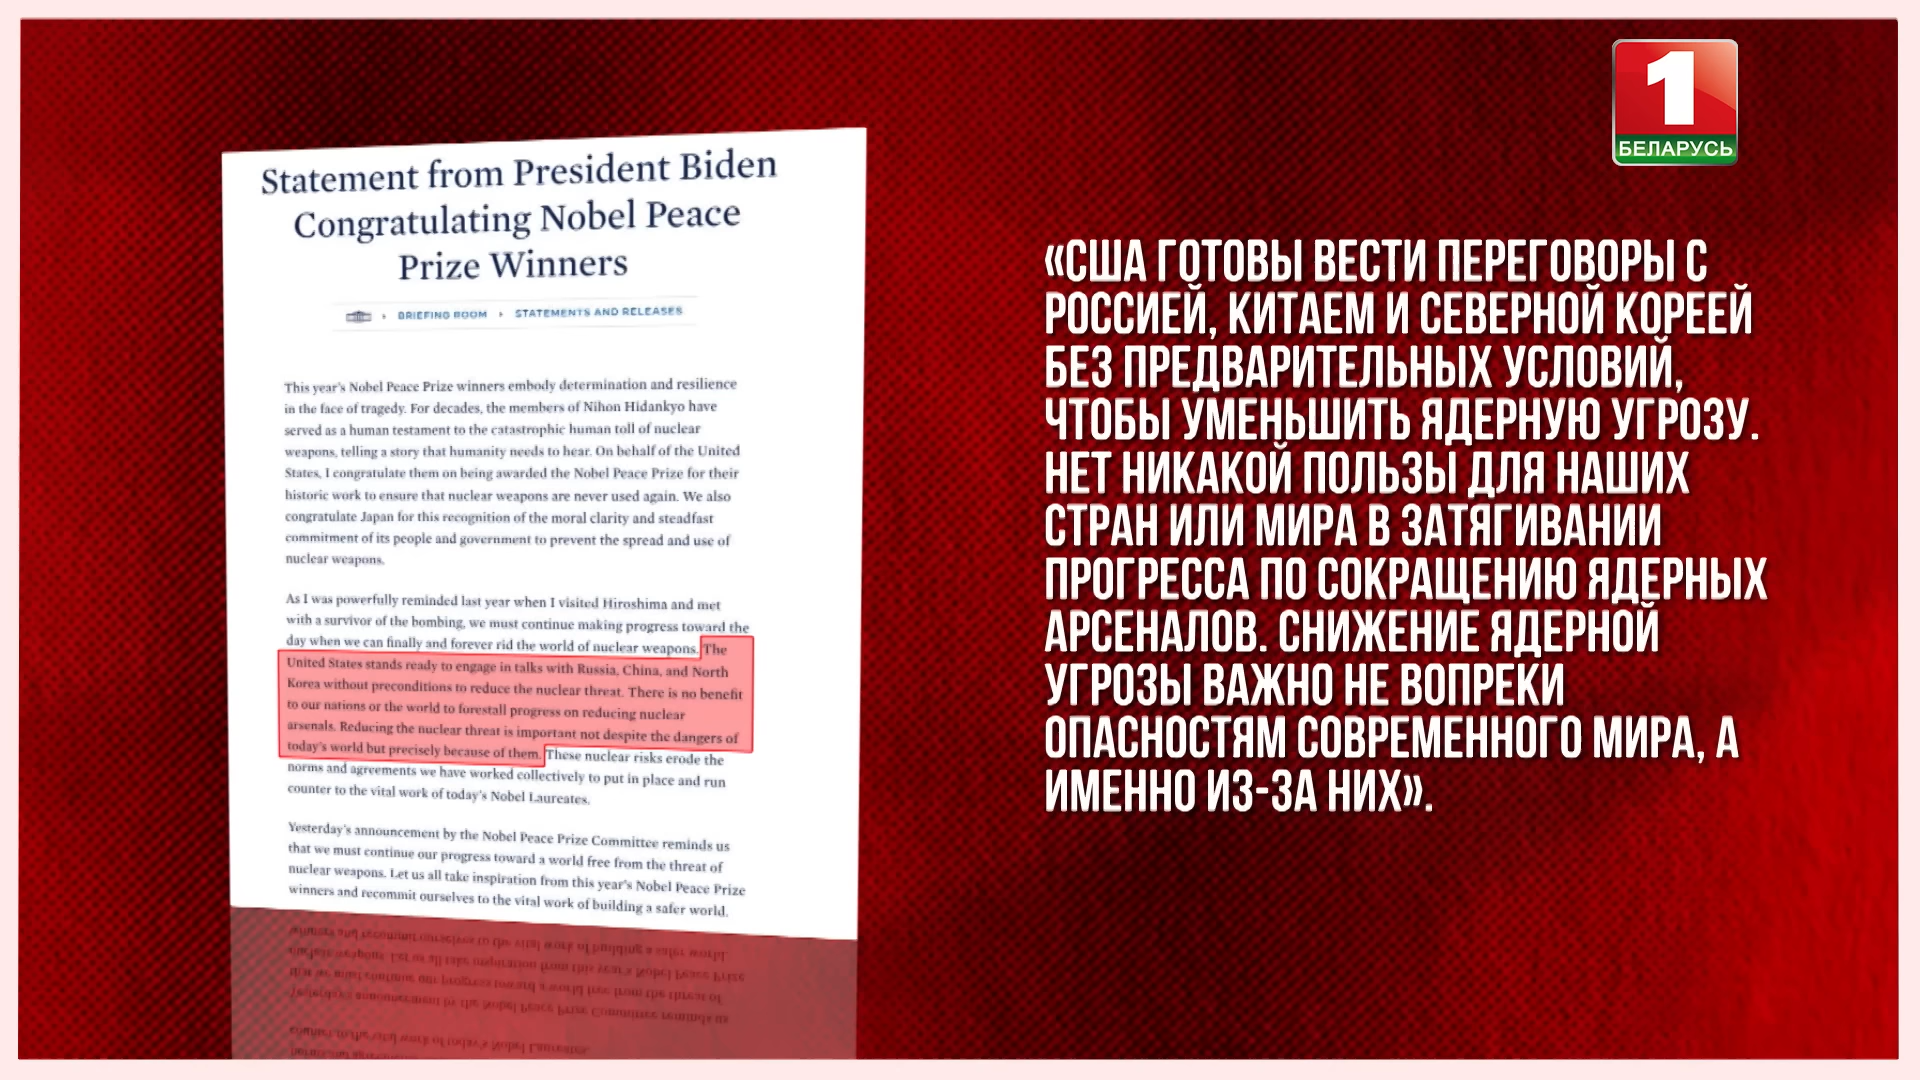 Statement from President Biden
Congratulating Nobel Peace
Prize Winners
BRIEFING ROOM › STATEMENTS AND RELEASES
This year's Nobel Peace Prize winners embody determination and resilience
in the face of tragedy. For decades, the members of Nihon Hidankyo have
served as a human testament to the catastrophic human toll of nuclear
weapons, telling a story that humanity needs to hear. On behalf of the United
States, I congratulate them on being awarded the Nobel Peace Prize for their
historic work to ensure that nuclear weapons are never used again. We also
congratulate Japan for this recognition of the moral clarity and steadfast
commitment of its people and government to prevent the spread and use of
nuclear weapons.
As I was powerfully reminded last year when I visited Hiroshima and met
with a survivor of the bombing, we must continue making progress toward the
day when we can finally and forever rid the world of nuclear weapons. The
United States stands ready to engage in talks with Russia, China, and North
Korea without preconditions to reduce the nuclear threat. There is no benefit
to our nations or the world to forestall progress on reducing nuclear
arsenals. Reducing the nuclear threat is important not despite the dangers of
today's world but precisely because of them. These nuclear risks erode the
norms and agreements we have worked collectively to put in place and run
counter to the vital work of today's Nobel Laureates.
Yesterday's announcement by the Nobel Peace Prize Committee reminds us
that we must continue our progress toward a world free from the threat of
nuclear weapons. Let us all take inspiration from this year's Nobel Peace Prize
winners and recommit ourselves to the vital work of building a safer world.
1
БЕЛАРУСЬ
«США ГОТОВЫ ВЕСТИ ПЕРЕГОВОРЫ С
РОССИЕЙ, КИТАЕМ И СЕВЕРНОЙ КОРЕЕЙ
БЕЗ ПРЕДВАРИТЕЛЬНЫХ УСЛОВИЙ,
ЧТОБЫ УМЕНЬШИТЬ ЯДЕРНУЮ УГРОЗУ.
НЕТ НИКАКОЙ ПОЛЬЗЫ ДЛЯ НАШИХ
СТРАН ИЛИ МИРА В ЗАТЯГИВАНИИ
ПРОГРЕССА ПО СОКРАЩЕНИЮ ЯДЕРНЫХ
АРСЕНАЛОВ. СНИЖЕНИЕ ЯДЕРНОЙ
УГРОЗЫ ВАЖНО НЕ ВОПРЕКИ
ОПАСНОСТЯМ СОВРЕМЕННОГО МИРА, А
ИМЕННО ИЗ-ЗА НИХ».